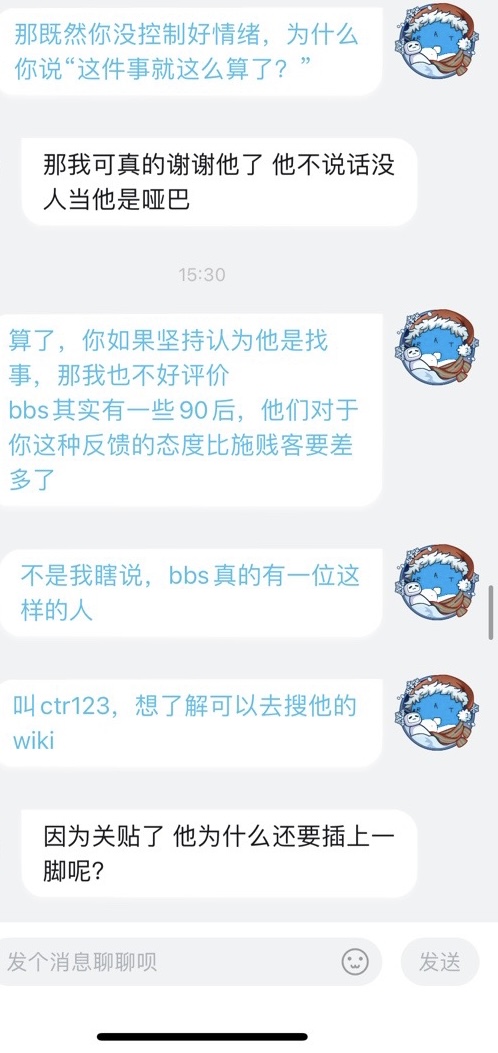 那既然你没控制好情绪，为什么
你说“这件事就这么算了？”
那我可真的谢谢他了 他不说话没
人当他是哑巴
15:30
算了，你如果坚持认为他是找
事，那我也不好评价
bbs其实有一些90后，他们对于
你这种反馈的态度比施贱客要差
多了
不是我瞎说，bbs真的有一位这
样的人
叫ctr123，想了解可以去搜他的
wiki
因为关贴了 他为什么还要插上一
脚呢?
发个消息聊聊呗
发送